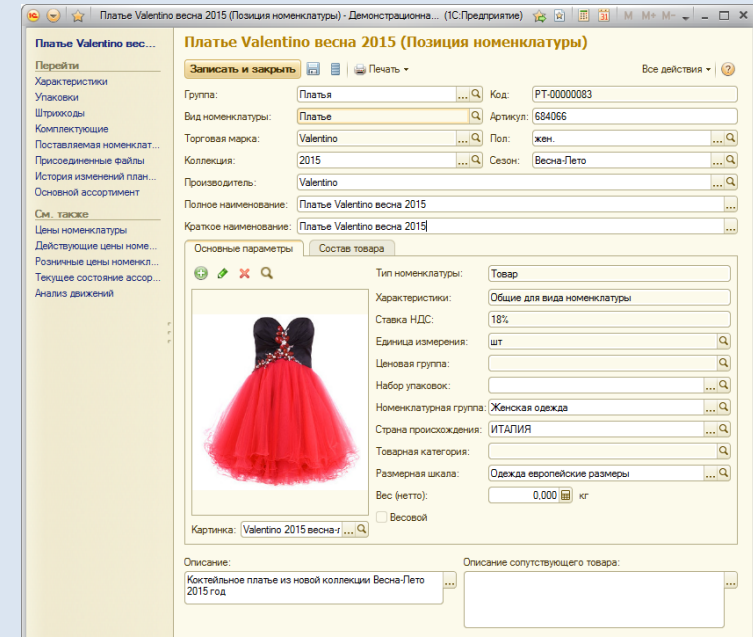 Платье Valentino весна 2015 (Позиция номенклатуры) - Демонстрационна... (1С:Предприятие) 31 M M+ M-
Платье Valentino вес...
Перейти
Характеристики
Упаковки
Штрихкоды
Комплектующие
Поставляемая номенклат...
Присоединенные файлы
История изменений план...
Основной ассортимент
См. также
Цены номенклатуры
Действующие цены номе...
Розничные цены номенкл...
Текущее состояние ассор...
Анализ движений
Платье Valentino весна 2015 (Позиция номенклатуры)
Записать и закрыть Печать Все действия
Группа: Платья ... Код: РТ-00000083
Вид номенклатуры: Платье Артикул: 684066
Торговая марка: Valentino ... Пол: жен. ...
Коллекция: 2015 ... Сезон: Весна-Лето ...
Производитель: Valentino ...
Полное наименование: Платье Valentino весна 2015 ...
Краткое наименование: Платье Valentino весна 2015 ...
Основные параметры Состав товара
Тип номенклатуры: Товар
Характеристики: Общие для вида номенклатуры
Ставка НДС: 18%
Единица измерения: шт
Ценовая группа:
Набор упаковок: ...
Номенклатурная группа: Женская одежда ...
Страна происхождения: ИТАЛИЯ ...
Товарная категория:
Размерная шкала: Одежда европейские размеры ...
Вес (нетто): 0,000 кг
Весовой
Картинка: Valentino 2015 весна-л ...
Описание:
Коктейльное платье из новой коллекции Весна-Лето
2015 год
...
Описание сопутствующего товара:
...